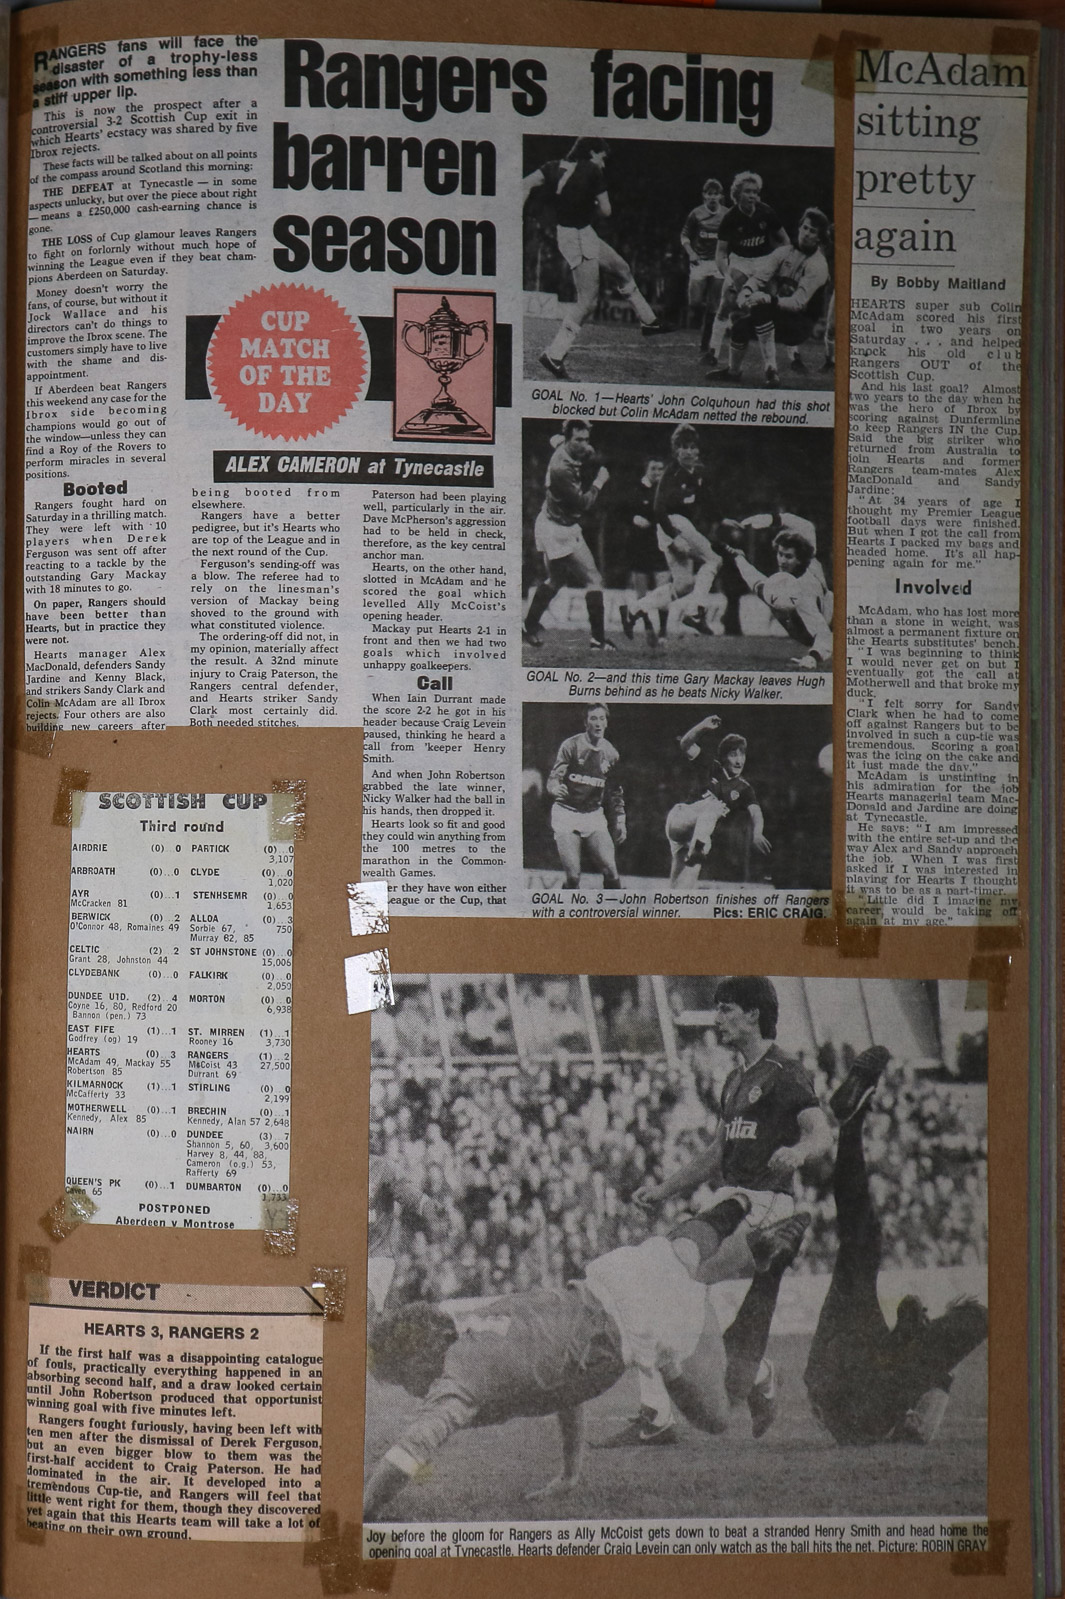 RANGERS fans will face the
disaster of a trophy-less
season with something less than
a stiff upper lip.
This is now the prospect after a
controversial 3-2 Scottish Cup exit in
which Hearts' ecstacy was shared by five
Ibrox rejects.
These facts will be talked about on all points
of the compass around Scotland this morning:
THE DEFEAT at Tynecastle — in some
aspects unlucky, but over the piece about right
— means a £250,000 cash-earning chance is
gone.
THE LOSS of Cup glamour leaves Rangers
to fight on forlornly without much hope of
winning the League even if they beat cham-
pions Aberdeen on Saturday.
Money doesn't worry the
fans, of course, but without it
Jock Wallace and his
directors can't do things to
improve the Ibrox scene. The
customers simply have to live
with the shame and dis-
appointment.
If Aberdeen beat Rangers
this weekend any case for the
Ibrox side becoming
champions would go out of
the window—unless they can
find a Roy of the Rovers to
perform miracles in several
positions.
Booted
Rangers fought hard on
Saturday in a thrilling match.
They were left with 10
players when Derek
Ferguson was sent off after
reacting to a tackle by the
outstanding Gary Mackay
with 18 minutes to go.
On paper, Rangers should
have been better than
Hearts, but in practice they
were not.
Hearts manager Alex
MacDonald, defenders Sandy
Jardine and Kenny Black,
and strikers Sandy Clark and
Colin McAdam are all Ibrox
rejects. Four others are also
building new careers after
Rangers facing
barren
season
CUP
MATCH
OF THE
DAY
ALEX CAMERON at Tynecastle
being booted from
elsewhere.
Rangers have a better
pedigree, but it's Hearts who
are top of the League and in
the next round of the Cup.
Ferguson's sending-off was
a blow. The referee had to
rely on the linesman's
version of Mackay being
shoved to the ground with
what constituted violence.
The ordering-off did not, in
my opinion, materially affect
the result. A 32nd minute
injury to Craig Paterson, the
Rangers central defender,
and Hearts striker Sandy
Clark most certainly did.
Both needed stitches.
Paterson had been playing
well, particularly in the air.
Dave McPherson's aggression
had to be held in check,
therefore, as the key central
anchor man.
Hearts, on the other hand,
slotted in McAdam and he
scored the goal which
levelled Ally McCoist's
opening header.
Mackay put Hearts 2-1 in
front and then we had two
goals which involved
unhappy goalkeepers.
Call
When Iain Durrant made
the score 2-2 he got in his
header because Craig Levein
paused, thinking he heard a
call from 'keeper Henry
Smith.
And when John Robertson
grabbed the late winner,
Nicky Walker had the ball in
his hands, then dropped it.
Hearts look so fit and good
they could win anything from
the 100 metres to the
marathon in the Common-
wealth Games.
er they have won either
eague or the Cup, that
7
GOAL No. 1—Hearts' John Colquhoun had this shot
blocked but Colin McAdam netted the rebound.
GOAL No. 2—and this time Gary Mackay leaves Hugh
Burns behind as he beats Nicky Walker.
GOAL No. 3—John Robertson finishes off Rangers
with a controversial winner. Pics: ERIC CRAIG.
McAdam
sitting
pretty
again
By Bobby Maitland
HEARTS super sub Colin
McAdam scored his first
goal in two years on
Saturday . . . and helped
knock his old club
Rangers OUT of the
Scottish Cup.
And his last goal? Almost
two years to the day when he
was the hero of Ibrox by
scoring against Dunfermline
to keep Rangers IN the Cup.
Said the big striker who
returned from Australia to
join Hearts and former
Rangers team-mates Alex
MacDonald and Sandy
Jardine:
"At 34 years of age I
thought my Premier League
football days were finished.
But when I got the call from
Hearts I packed my bags and
headed home. It's all hap-
pening again for me."
Involved
McAdam, who has lost more
than a stone in weight, was
almost a permanent fixture on
the Hearts substitutes' bench.
"I was beginning to think
I would never get on but I
eventually got the call at
Motherwell and that broke my
duck.
"I felt sorry for Sandy
Clark when he had to come
off against Rangers but to be
involved in such a cup-tie was
tremendous. Scoring a goal
was the icing on the cake and
it just made the day."
McAdam is unstinting in
his admiration for the job
Hearts managerial team Mac-
Donald and Jardine are doing
at Tynecastle.
He says: "I am impressed
with the entire set-up and the
way Alex and Sandy approach
the job. When I was first
asked if I was interested in
playing for Hearts I thought
it was to be as a part-timer.
"Little did I imagine my
career, would be taking off
again at my age."
SCOTTISH CUP
Third round
AIRDRIE (0) 0 PARTICK (0)...0
3,107
ARBROATH (0)...0 CLYDE (0)...0
1,020
AYR (0)...1 STENHSEMR (0)...0
McCracken 81 1,653
BERWICK (0)...2 ALLOA (0)...3
O'Connor 48, Romaines 49 Sorbie 67, 750
Murray 82, 85
CELTIC (2)...2 ST JOHNSTONE (0)...0
Grant 28, Johnston 44 15,006
CLYDEBANK (0)...0 FALKIRK (0)...0
2,050
DUNDEE UTD. (2)...4 MORTON (0)...0
Coyne 16, 80, Redford 20 6,938
Bannon (pen.) 73
EAST FIFE (1)...1 ST. MIRREN (1)...1
Godfrey (og) 19 Rooney 16 3,730
HEARTS (0)...3 RANGERS (1)...2
McAdam 49, Mackay 55 McCoist 43 27,500
Robertson 85 Durrant 69
KILMARNOCK (1)...1 STIRLING (0) 0
McCafferty 33 2,199
MOTHERWELL (0)...1 BRECHIN (0)...1
Kennedy, Alex 85 Kennedy, Alan 57 2,648
NAIRN (0)...0 DUNDEE (3)...7
Shannon 5, 60, 3,600
Harvey 8, 44, 88,
Cameron (o.g.) 53,
Rafferty 69
QUEEN'S PK (0)...1 DUMBARTON (0)...0
65 1,733
POSTPONED
Aberdeen v Montrose
VERDICT
HEARTS 3, RANGERS 2
If the first half was a disappointing catalogue
of fouls, practically everything happened in an
absorbing second half, and a draw looked certain
until John Robertson produced that opportunist
winning goal with five minutes left.
Rangers fought furiously, having been left with
ten men after the dismissal of Derek Ferguson,
but an even bigger blow to them was the
first-half accident to Craig Paterson. He had
dominated in the air. It developed into a
tremendous Cup-tie, and Rangers will feel that
little went right for them, though they discovered
yet again that this Hearts team will take a lot of
beating on their own ground.
Joy before the gloom for Rangers as Ally McCoist gets down to beat a stranded Henry Smith and head home the
opening goal at Tynecastle. Hearts defender Craig Levein can only watch as the ball hits the net. Picture: ROBIN GRAY